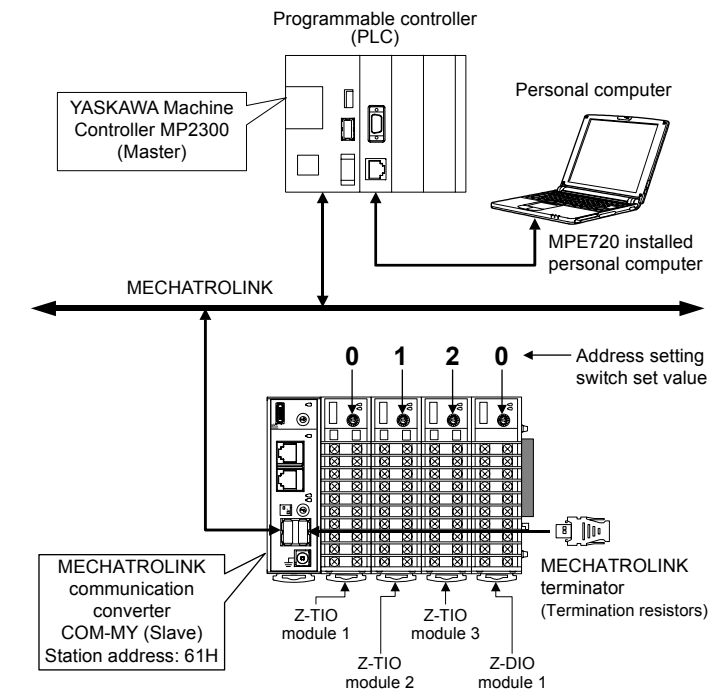 Programmable controller
(PLC)
YASKAWA Machine
Controller MP2300
(Master)
Personal computer
MPE720 installed
personal computer
MECHATROLINK
0 1 2 0
Address setting
switch set value
MECHATROLINK
communication
converter
COM-MY (Slave)
Station address: 61H
MECHATROLINK
terminator
(Termination resistors)
Z-TIO
module 1
Z-TIO
module 2
Z-TIO
module 3
Z-DIO
module 1